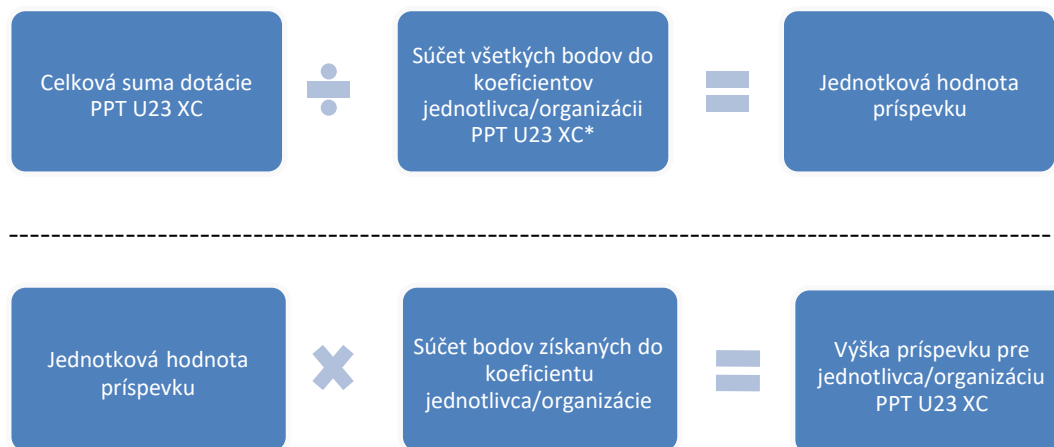 Celková suma dotácie
PPT U23 XC
÷
Súčet všetkých bodov do
koeficientov
jednotlivca/organizácii
PPT U23 XC*
=
Jednotková hodnota
príspevku
Jednotková hodnota
príspevku
×
Súčet bodov získaných do
koeficientu
jednotlivca/organizácie
=
Výška príspevku pre
jednotlivca/organizáciu
PPT U23 XC